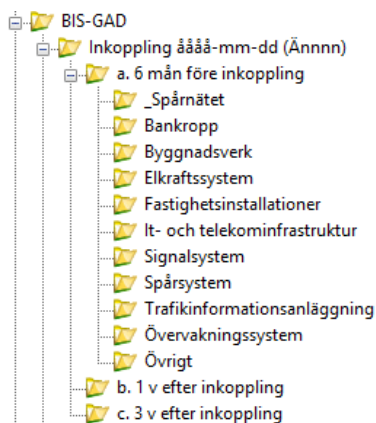 BIS-GAD
Inkoppling åååå-mm-dd (Ännnn)
a. 6 mån före inkoppling
_Spårnätet
Bankropp
Byggnadsverk
Elkraftssystem
Fastighetsinstallationer
It- och telekominfrastruktur
Signalsystem
Spårsystem
Trafikinformationsanläggning
Övervakningssystem
Övrigt
b. 1 v efter inkoppling
c. 3 v efter inkoppling